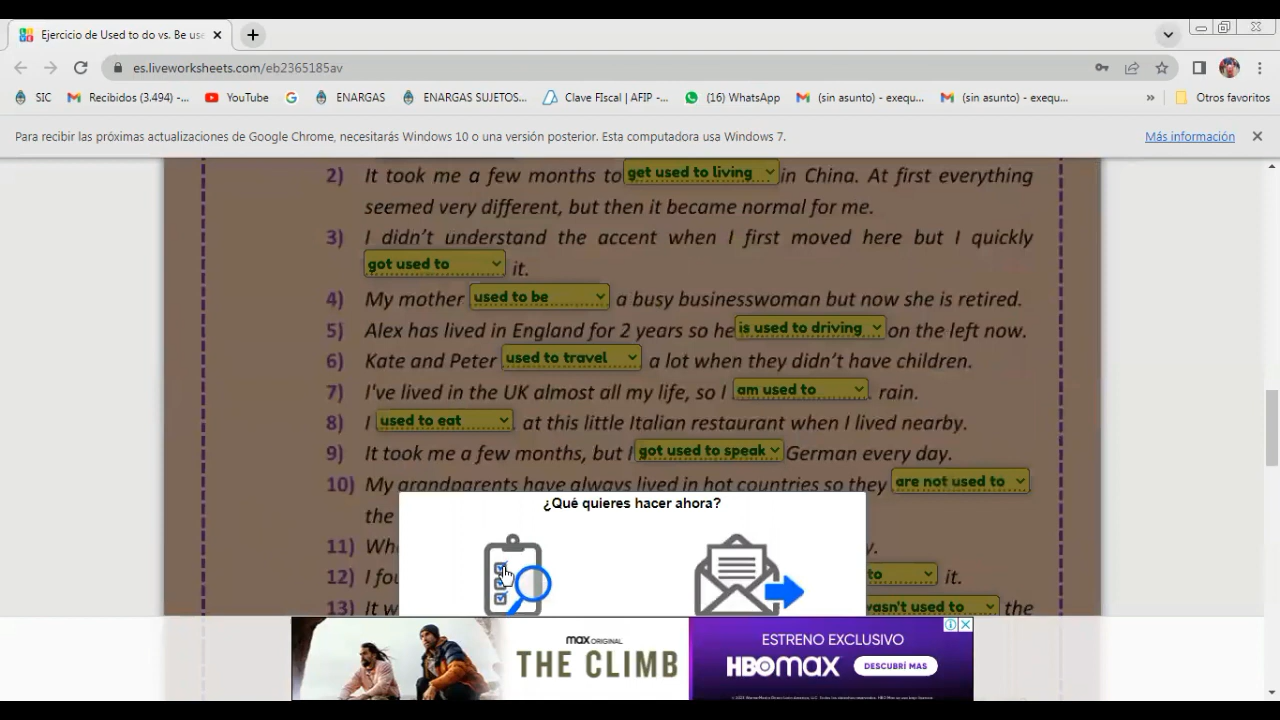 Ejercicio de Used to do vs. Be use
es.liveworksheets.com/eb2365185av
SIC Recibidos (3.494) -... YouTube ENARGAS ENARGAS SUJETOS... Clave FIscal | AFIP -... (16) WhatsApp (sin asunto) - exequ... (sin asunto) - exequ... » Otros favoritos
Para recibir las próximas actualizaciones de Google Chrome, necesitarás Windows 10 o una versión posterior. Esta computadora usa Windows 7. Más información
2) It took me a few months to get used to living in China. At first everything
seemed very different, but then it became normal for me.
3) I didn't understand the accent when I first moved here but I quickly
got used to it.
4) My mother used to be a busy businesswoman but now she is retired.
5) Alex has lived in England for 2 years so he is used to driving on the left now.
6) Kate and Peter used to travel a lot when they didn't have children.
7) I've lived in the UK almost all my life, so I am used to rain.
8) I used to eat at this little Italian restaurant when I lived nearby.
9) It took me a few months, but I got used to speak German every day.
10) My grandparents have always lived in hot countries so they are not used to
the
¿Qué quieres hacer ahora?
11) Wh y.
12) I fou to it.
13) It w wasn't used to the
max ORIGINAL
THE CLIMB
ESTRENO EXCLUSIVO
HBOMAX DESCUBRÍ MAS